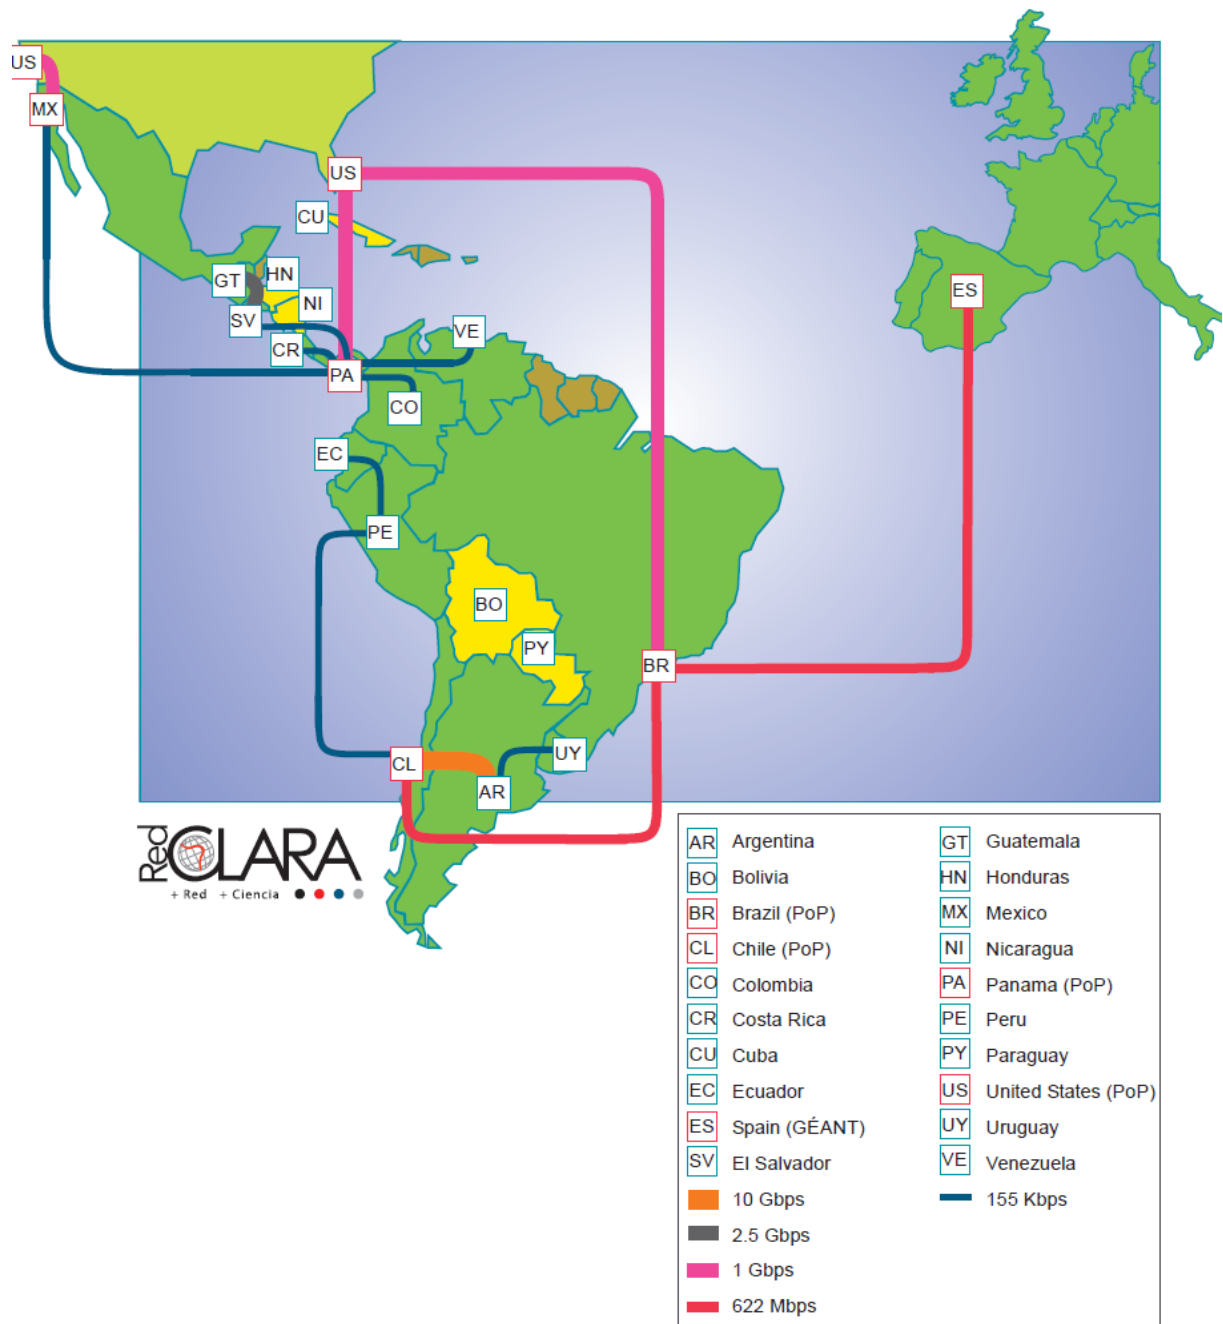 US
MX
US
CU
GT
HN
NI
SV
CR
PA
VE
CO
EC
ES
PE
BO
PY
BR
CL
UY
AR
Red CLARA
+ Red + Ciencia
AR Argentina
BO Bolivia
BR Brazil (PoP)
CL Chile (PoP)
CO Colombia
CR Costa Rica
CU Cuba
EC Ecuador
ES Spain (GÉANT)
SV El Salvador
10 Gbps
2.5 Gbps
1 Gbps
622 Mbps
GT Guatemala
HN Honduras
MX Mexico
NI Nicaragua
PA Panama (PoP)
PE Peru
PY Paraguay
US United States (PoP)
UY Uruguay
VE Venezuela
155 Kbps